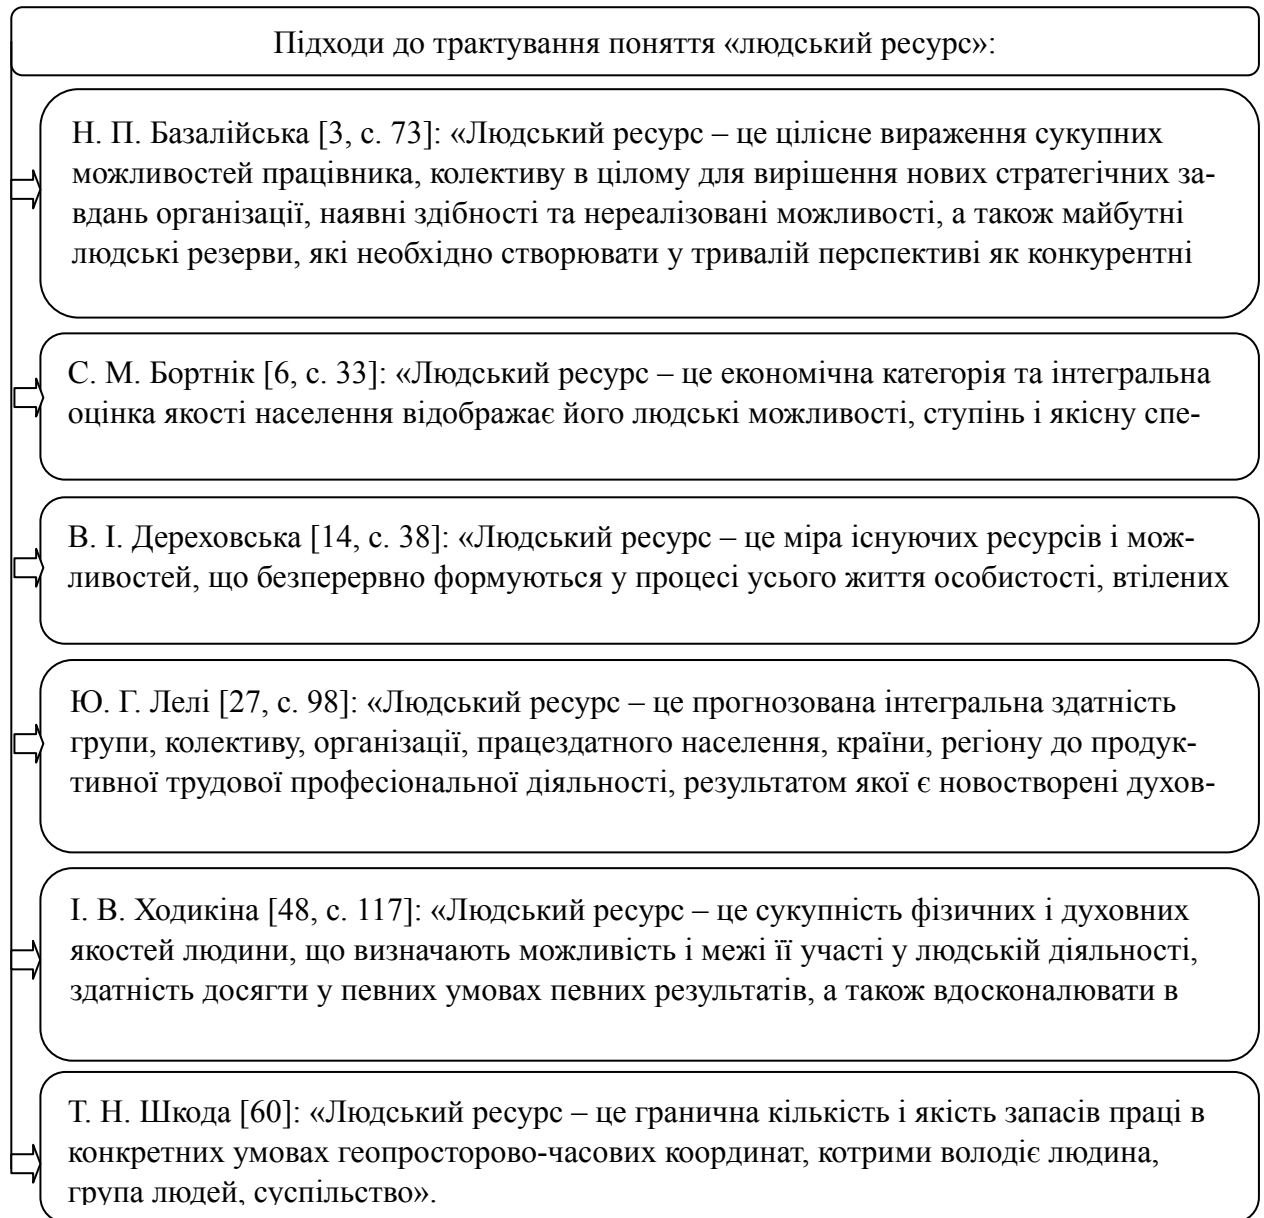 Підходи до трактування поняття «людський ресурс»:
Н. П. Базалійська [3, с. 73]: «Людський ресурс – це цілісне вираження сукупних
можливостей працівника, колективу в цілому для вирішення нових стратегічних за-
вдань організації, наявні здібності та нереалізовані можливості, а також майбутні
людські резерви, які необхідно створювати у тривалій перспективі як конкурентні
С. М. Бортнік [6, с. 33]: «Людський ресурс – це економічна категорія та інтегральна
оцінка якості населення відображає його людські можливості, ступінь і якісну спе-
В. І. Дереховська [14, с. 38]: «Людський ресурс – це міра існуючих ресурсів і мож-
ливостей, що безперервно формуються у процесі усього життя особистості, втілених
Ю. Г. Лелі [27, с. 98]: «Людський ресурс – це прогнозована інтегральна здатність
групи, колективу, організації, працездатного населення, країни, регіону до продук-
тивної трудової професіональної діяльності, результатом якої є новостворені духов-
І. В. Ходикіна [48, с. 117]: «Людський ресурс – це сукупність фізичних і духовних
якостей людини, що визначають можливість і межі її участі у людській діяльності,
здатність досягти у певних умовах певних результатів, а також вдосконалювати в
Т. Н. Шкода [60]: «Людський ресурс – це гранична кількість і якість запасів праці в
конкретних умовах геопросторово-часових координат, котрими володіє людина,
група людей, суспільство».